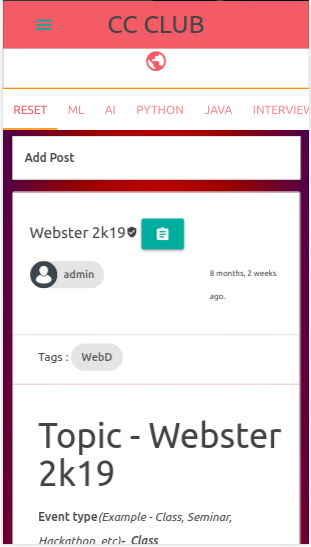 CC CLUB
RESET ML AI PYTHON JAVA INTERVIEW
Add Post
Webster 2k19
admin
8 months, 2 weeks
ago.
Tags : WebD
Topic - Webster
2k19
Event type(Example - Class, Seminar,
Hackathon, etc)- Class